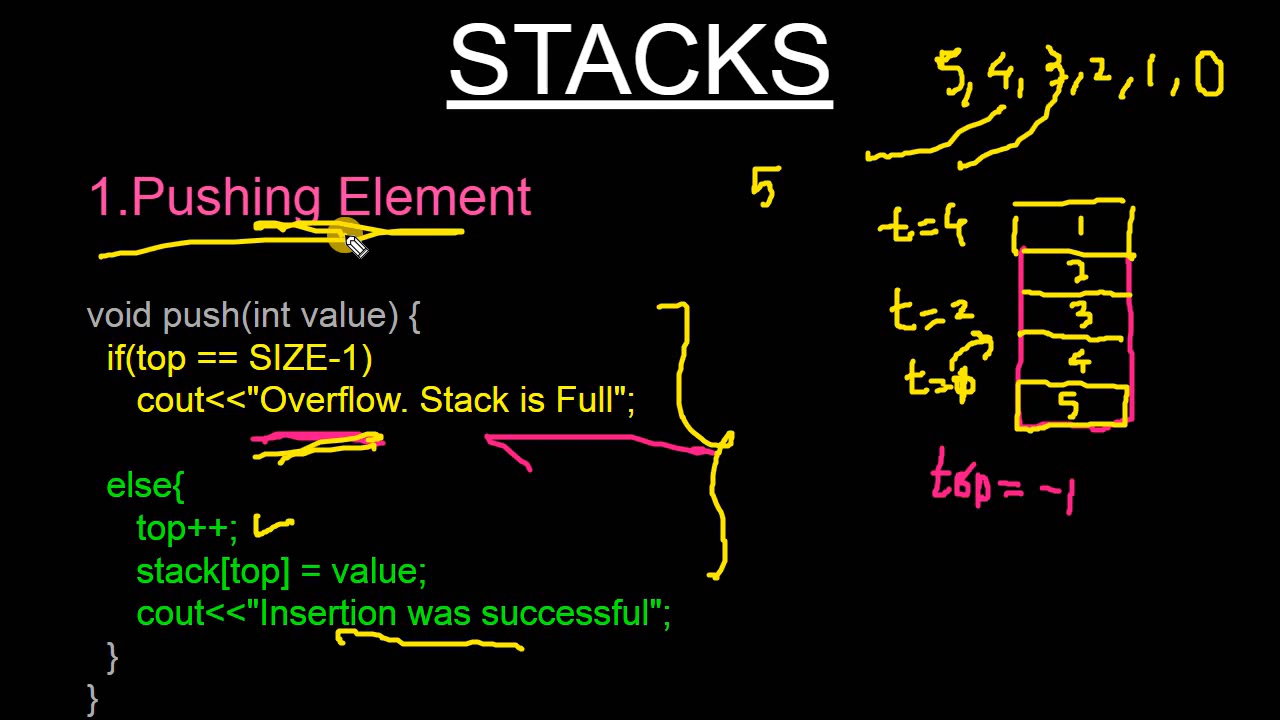 STACKS
5, 4, 3, 2, 1, 0
1.Pushing Element
5
t=4
1
2
void push(int value) {
t=2
3
if(top == SIZE-1)
4
cout<<"Overflow. Stack is Full";
5
top = -1
else{
top++;
stack[top] = value;
cout<<"Insertion was successful";
}
}